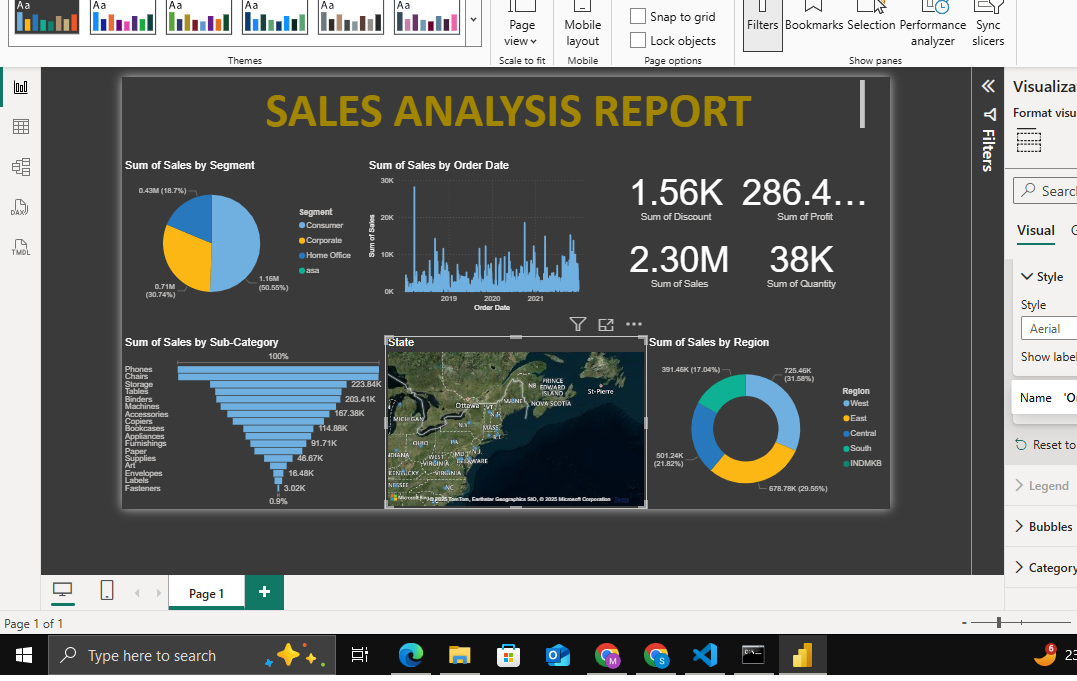 Aa Aa Aa Aa Aa Aa
Page view
Mobile layout
Snap to grid
Lock objects
Filters
Bookmarks
Selection
Performance analyzer
Sync slicers
Themes
Scale to fit
Mobile
Page options
Show panes
SALES ANALYSIS REPORT
Sum of Sales by Segment
0.43M (18.7%)
0.71M
(30.74%)
1.16M
(50.55%)
Segment
Consumer
Corporate
Home Office
asa
Sum of Sales by Order Date
Sum of Sales
30K
20K
10K
0K
2019 2020 2021
Order Date
1.56K
Sum of Discount
286.4...
Sum of Profit
2.30M
Sum of Sales
38K
Sum of Quantity
Sum of Sales by Sub-Category
100%
Phones
Chairs
Storage 223.84K
Tables
Binders 203.41K
Machines
Accessories 167.38K
Copiers
Bookcases 114.88K
Appliances
Furnishings 91.71K
Paper
Supplies 46.67K
Art
Envelopes 16.48K
Labels
Fasteners 3.02K
0.9%
State
NB
PRINCE EDWARD ISLAND
St-Pierre
NOVA SCOTIA
MAINE
Ottawa
VT.
N.H.
MICHIGAN
N.Y.
MASS.
R.I.
OHIO
PA
INDIANA
WEST VIRGINIA
MD
N.J.
DELAWARE
KENTUCKY
VIRGINIA
NC
Microsoft Bing
© 2025 TomTom, Earthstar Geographics SIO, © 2025 Microsoft Corporation
Terms
Sum of Sales by Region
391.46K (17.04%)
725.46K
(31.58%)
501.24K
(21.82%)
678.78K (29.55%)
Region
West
East
Central
South
INDMKB
Filters
Visualiza
Format visu
Search
Visual
Style
Style
Aerial
Show label
Name 'Or
Reset to
Legend
Bubbles
Category
DAX
TMDL
Page 1
+
Page 1 of 1
- 
Type here to search
M
S
6
23